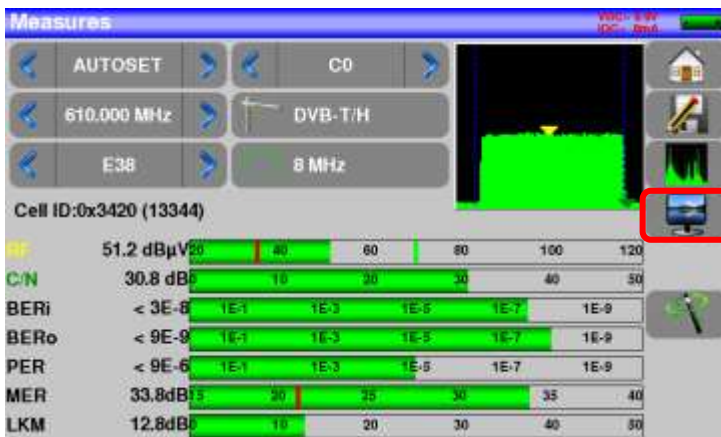 Measures
AUTOSET C0
610.000 MHz DVB-T/H
E38 8 MHz
Cell ID:0x3420 (13344)
RF 51.2 dBµV 20 40 60 80 100 120
C/N 30.8 dB 0 10 20 30 40 50
BERi < 3E-8 1E-1 1E-3 1E-5 1E-7 1E-9
BERo < 9E-9 1E-1 1E-3 1E-5 1E-7 1E-9
PER < 9E-6 1E-1 1E-3 1E-5 1E-7 1E-9
MER 33.8dB 15 20 25 30 35 40
LKM 12.8dB 0 10 20 30 40 50